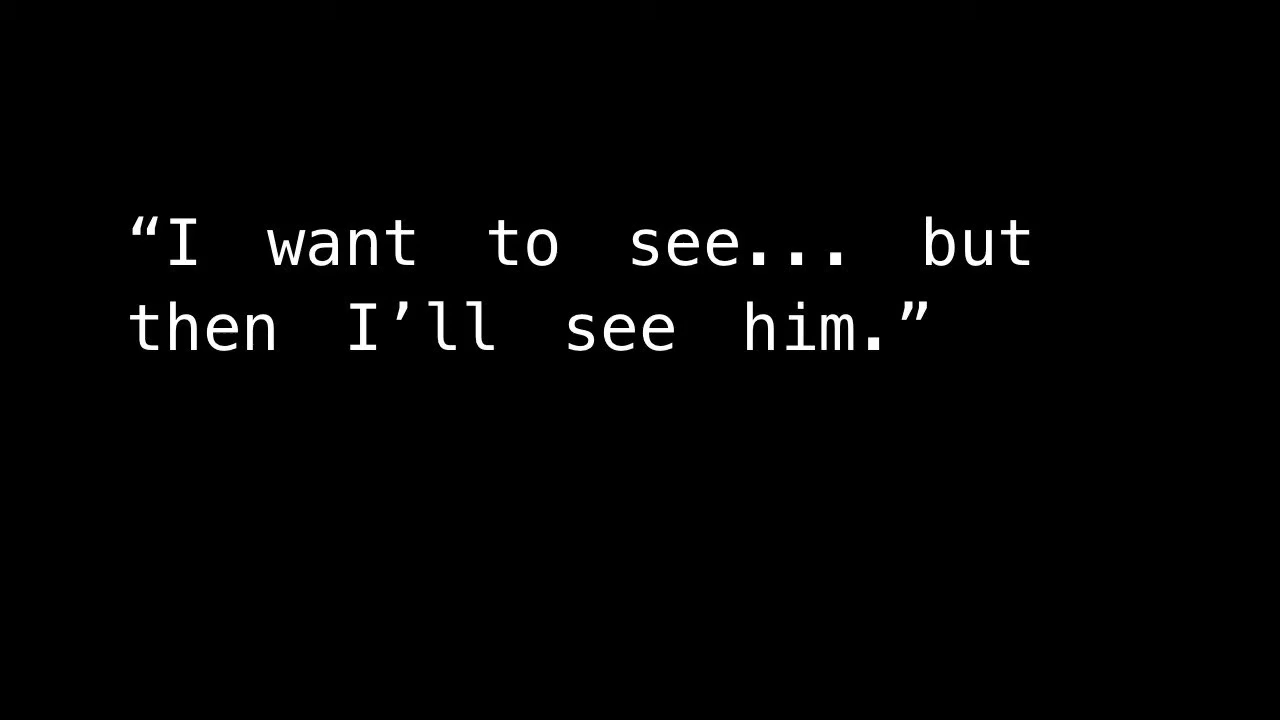 “I want to see... but
then I’ll see him.”